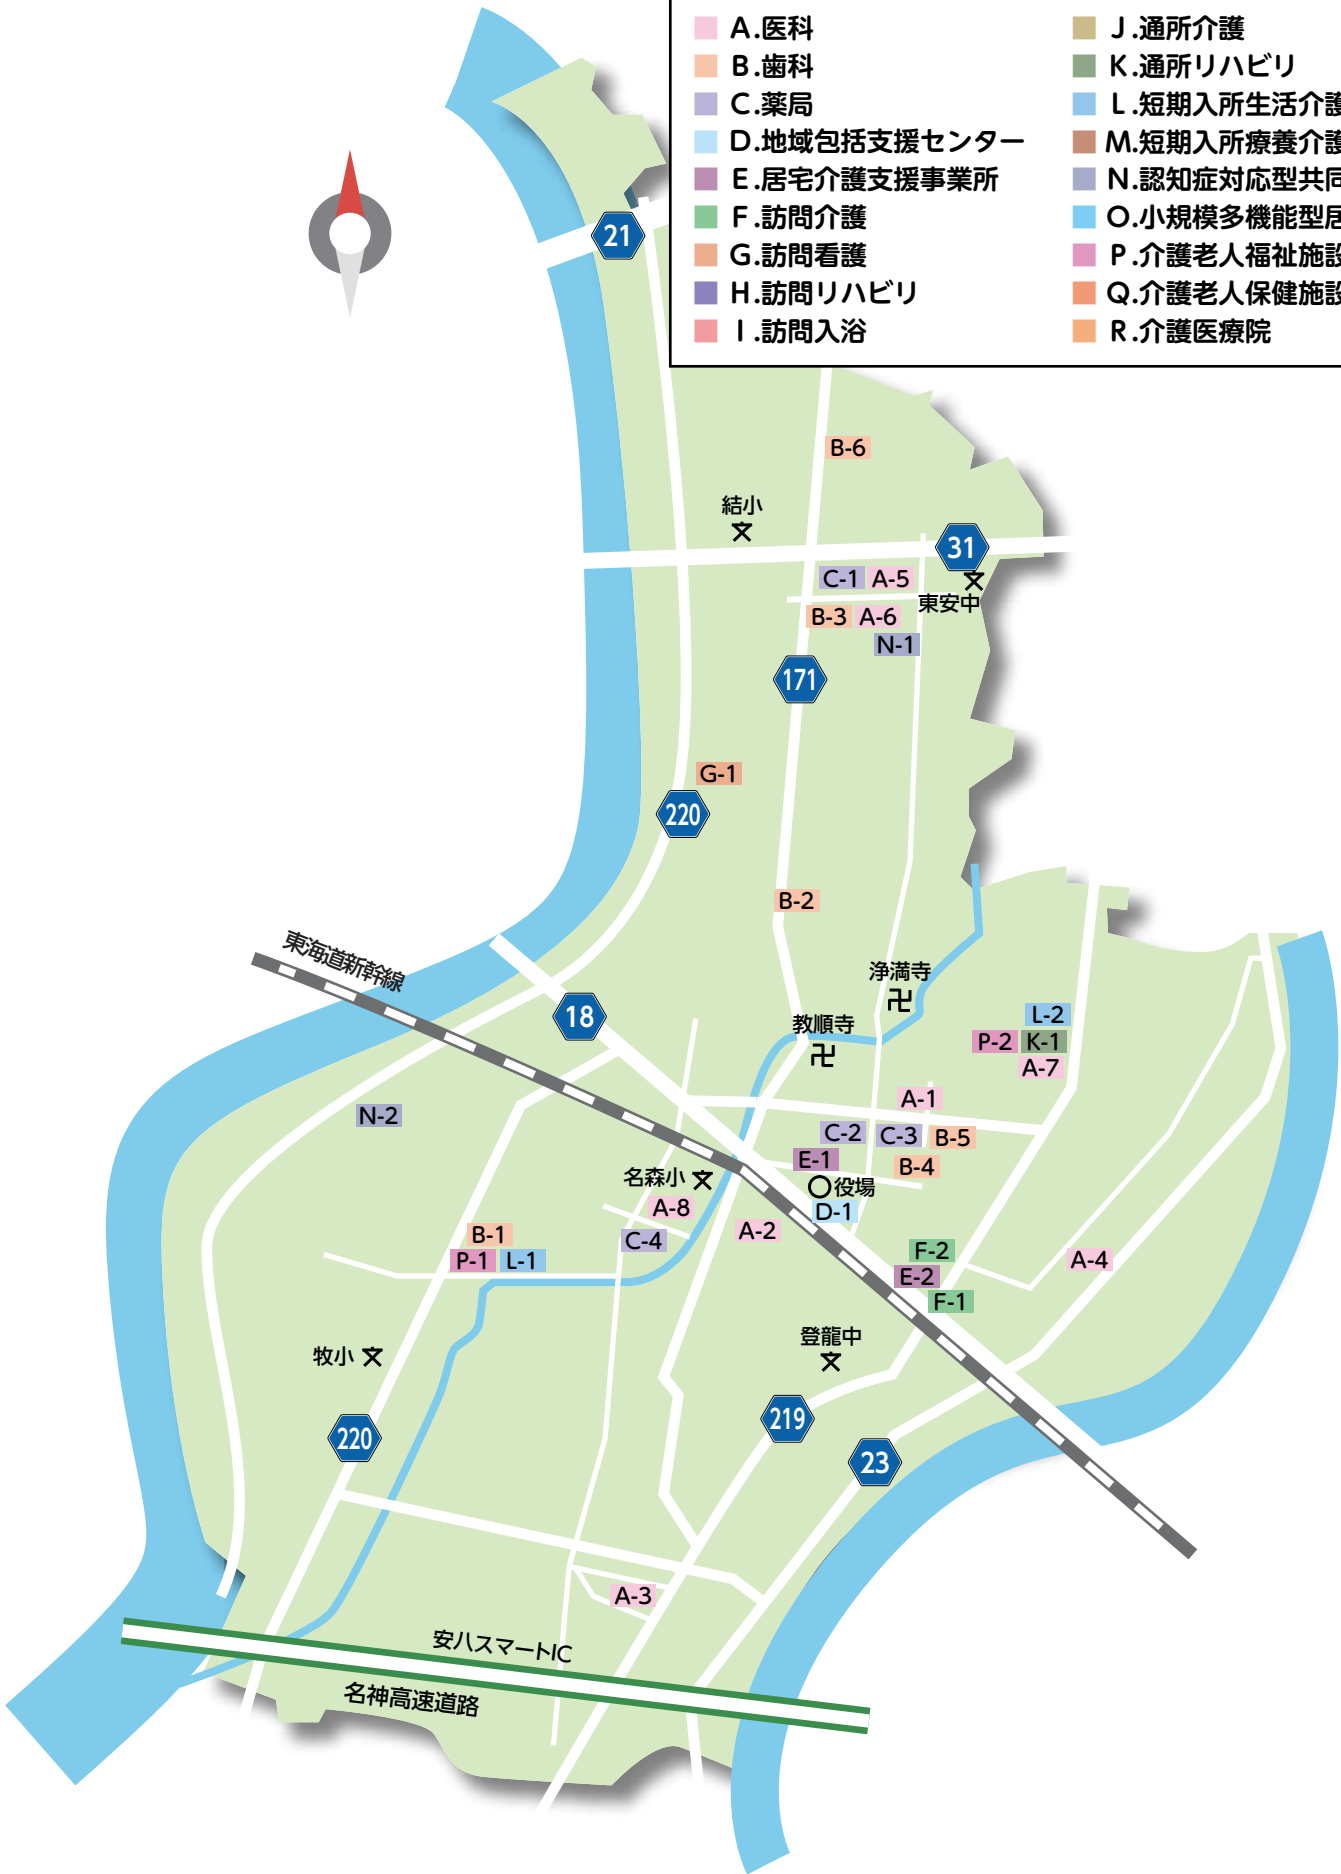 A.医科
B.歯科
C.薬局
D.地域包括支援センター
E.居宅介護支援事業所
F.訪問介護
G.訪問看護
H.訪問リハビリ
I.訪問入浴
J.通所介護
K.通所リハビリ
L.短期入所生活介護
M.短期入所療養介護
N.認知症対応型共同
O.小規模多機能型居
P.介護老人福祉施設
Q.介護老人保健施設
R.介護医療院
21
B-6
結小
31
C-1 A-5
東安中
B-3 A-6
N-1
171
G-1
220
B-2
東海道新幹線
浄満寺
18
教順寺
L-2
P-2 K-1
A-7
N-2
A-1
C-2 C-3 B-5
E-1
B-4
名森小
役場
A-8
D-1
A-2
B-1
C-4
F-2
P-1 L-1
A-4
E-2
F-1
登龍中
牧小
219
220
23
A-3
安八スマートIC
名神高速道路